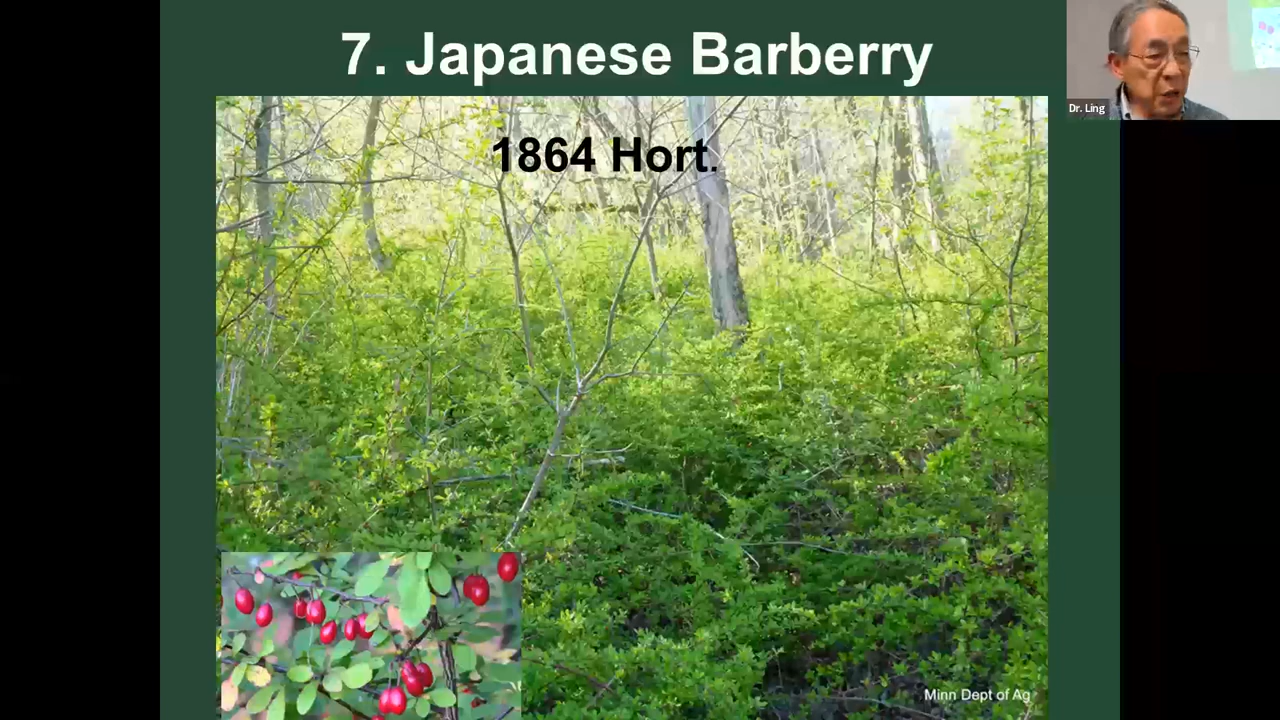 7. Japanese Barberry
Dr. Ling
1864 Hort.
Minn Dept of Ag